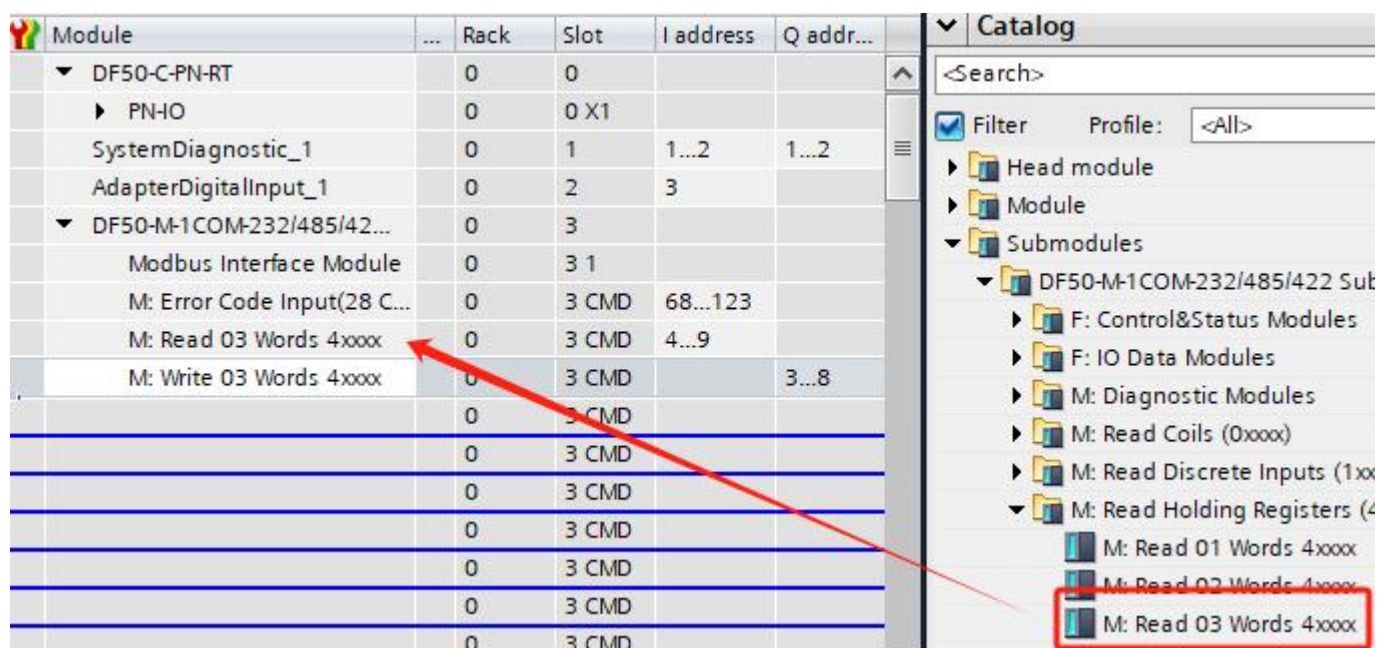 Module ... Rack Slot I address Q addr...
DF50-C-PN-RT 0 0
PN-IO 0 0 X1
SystemDiagnostic_1 0 1 1...2 1...2
AdapterDigitalInput_1 0 2 3
DF50-M-1COM-232/485/42... 0 3
Modbus Interface Module 0 3 1
M: Error Code Input(28 C... 0 3 CMD 68...123
M: Read 03 Words 4xxxx 0 3 CMD 4...9
M: Write 03 Words 4xxxx 0 3 CMD 3...8
0 3 CMD
0 3 CMD
0 3 CMD
0 3 CMD
0 3 CMD
0 3 CMD
0 3 CMD
Catalog
<Search>
Filter Profile: <All>
Head module
Module
Submodules
DF50-M-1COM-232/485/422 Sub
F: Control&Status Modules
F: IO Data Modules
M: Diagnostic Modules
M: Read Coils (0xxxx)
M: Read Discrete Inputs (1xx
M: Read Holding Registers (4
M: Read 01 Words 4xxxx
M: Read 02 Words 4xxxx
M: Read 03 Words 4xxxx